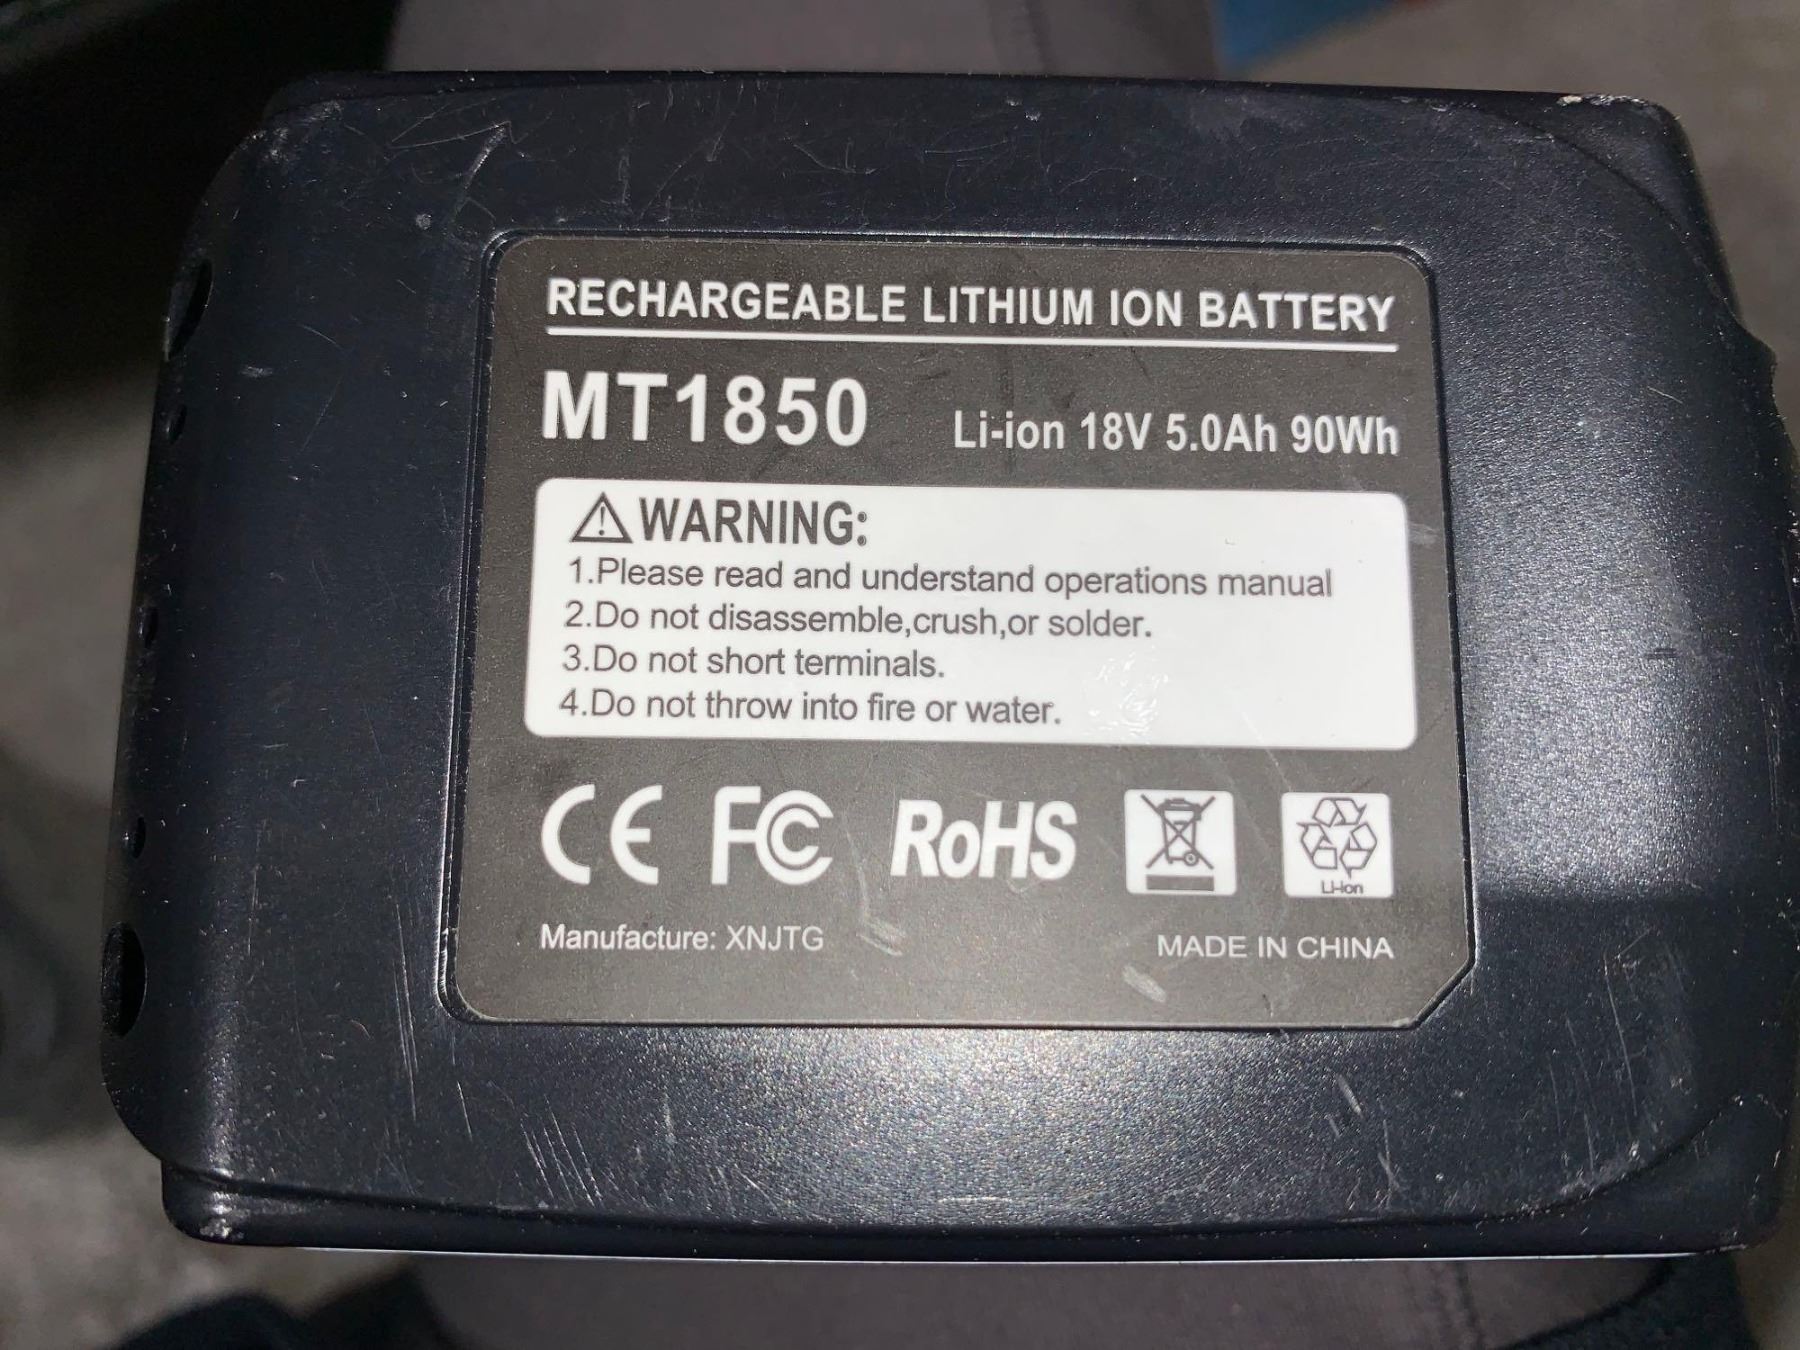 RECHARGEABLE LITHIUM ION BATTERY
MT1850 Li-ion 18V 5.0Ah 90Wh
WARNING:
1.Please read and understand operations manual
2.Do not disassemble,crush,or solder.
3.Do not short terminals.
4.Do not throw into fire or water.
CE FC RoHS
Li-ion
Manufacture: XNJTG MADE IN CHINA